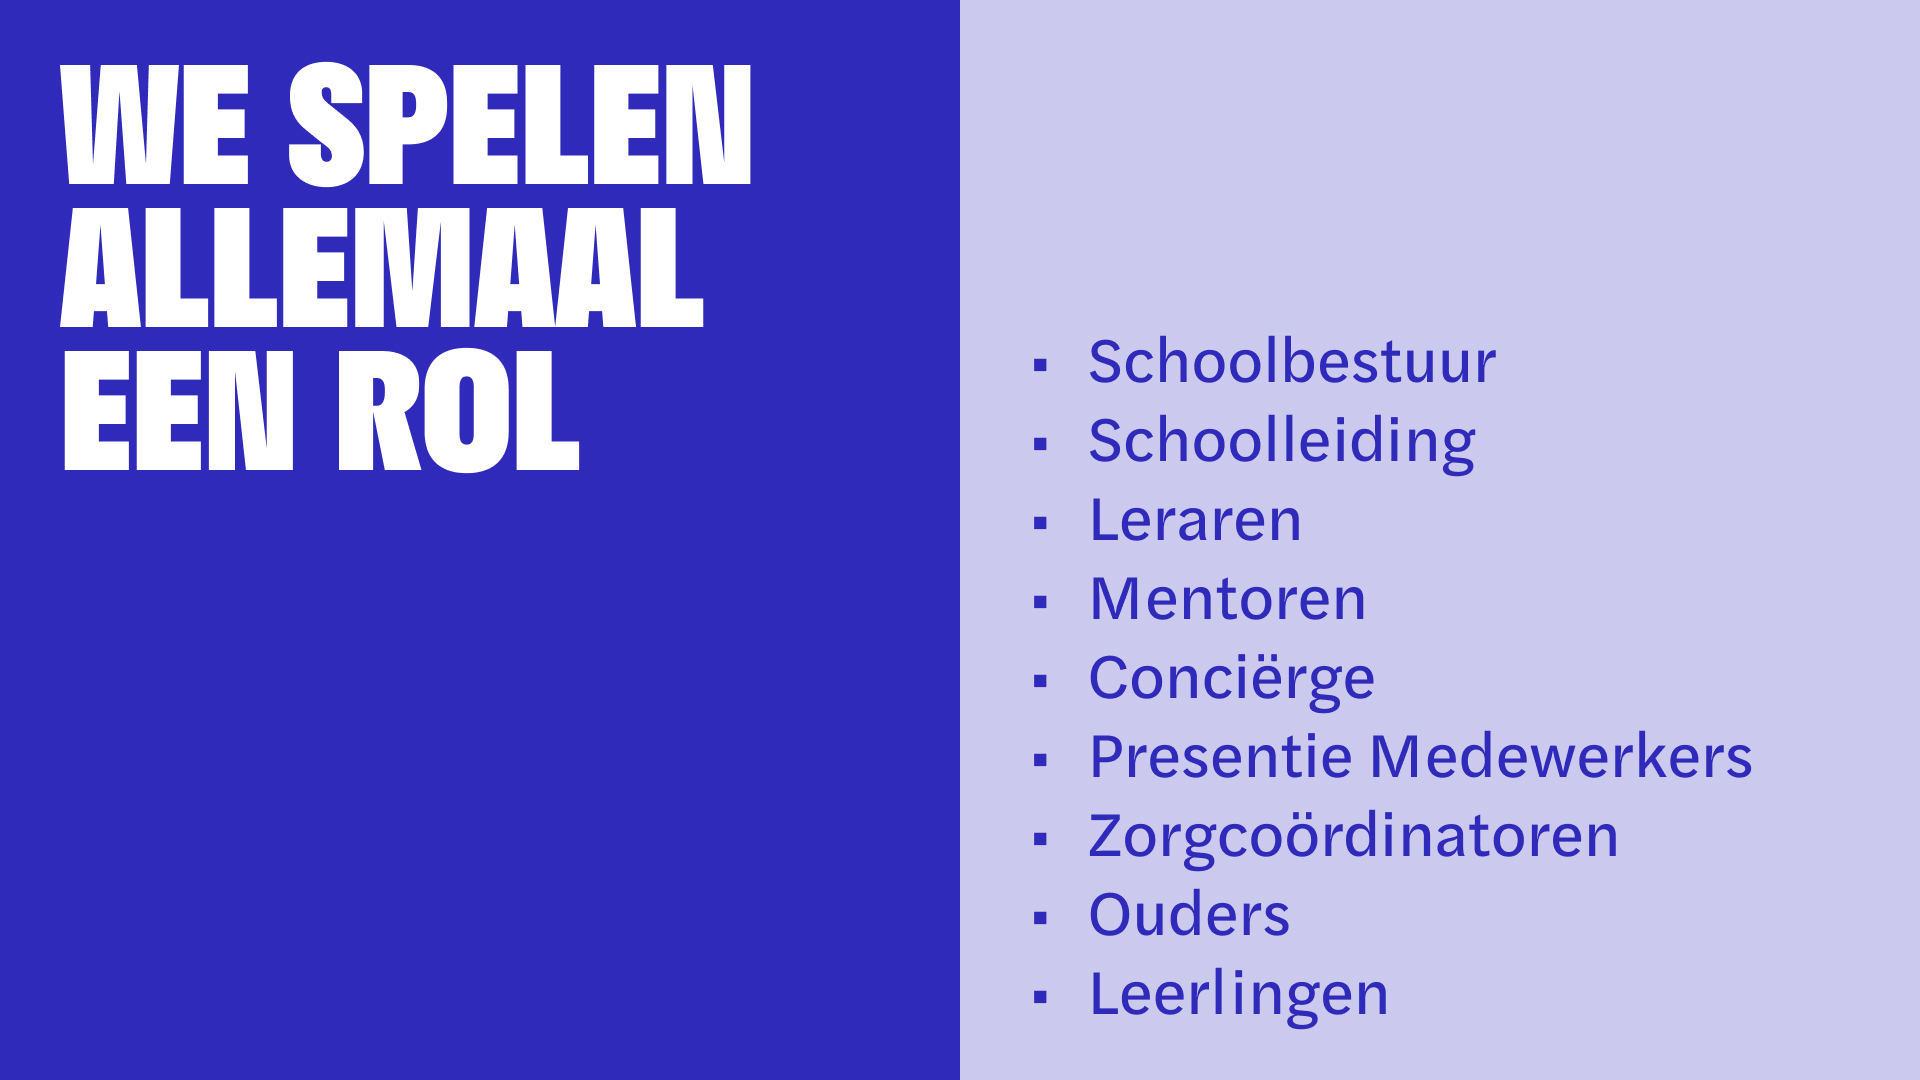 WE SPELEN
ALLEMAAL
EEN ROL
▪ Schoolbestuur
▪ Schoolleiding
▪ Leraren
▪ Mentoren
▪ Conciërge
▪ Presentie Medewerkers
▪ Zorgcoördinatoren
▪ Ouders
▪ Leerlingen